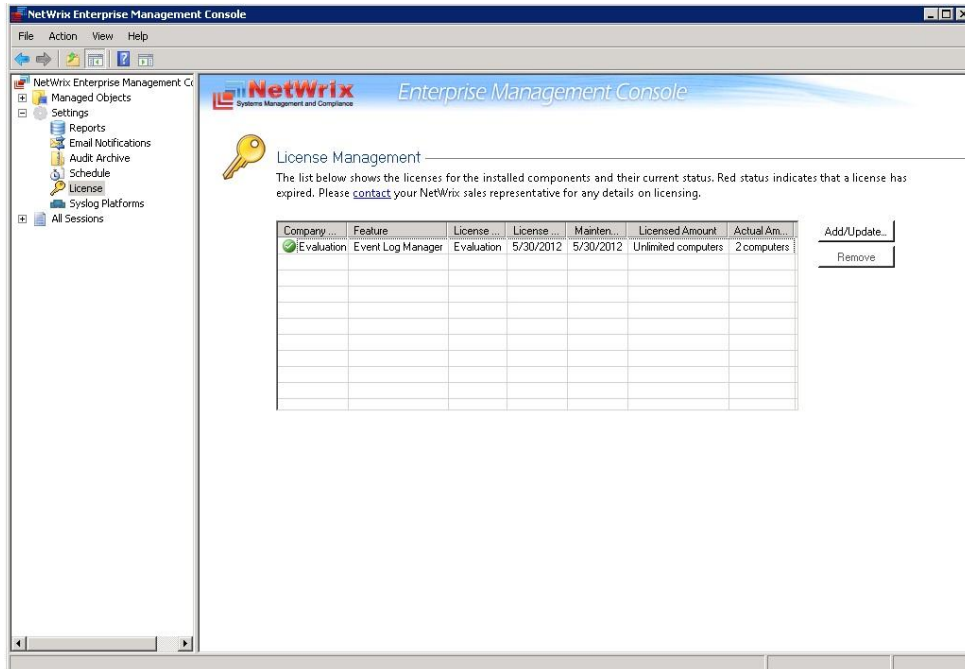 NetWrix Enterprise Management Console
File Action View Help
NetWrix Enterprise Management Co
Managed Objects
Settings
Reports
Email Notifications
Audit Archive
Schedule
License
Syslog Platforms
All Sessions
NetWrix
Systems Management and Compliance
Enterprise Management Console
License Management
The list below shows the licenses for the installed components and their current status. Red status indicates that a license has
expired. Please contact your NetWrix sales representative for any details on licensing.
Company ... Feature License ... License ... Mainten... Licensed Amount Actual Am...
Evaluation Event Log Manager Evaluation 5/30/2012 5/30/2012 Unlimited computers 2 computers
Add/Update...
Remove